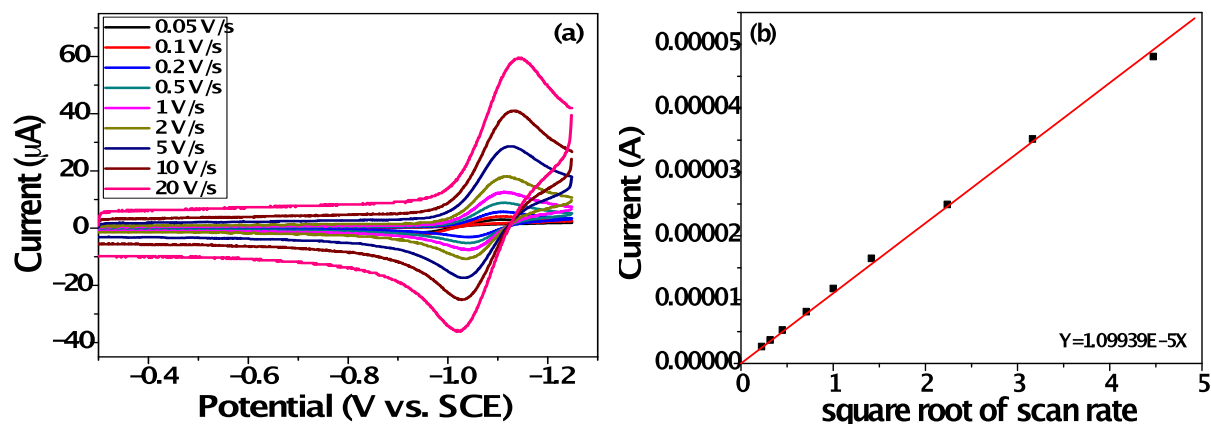 0.05 V/s
0.1 V/s
0.2 V/s
0.5 V/s
1 V/s
2 V/s
5 V/s
10 V/s
20 V/s
(a)
60
40
20
0
−20
−40
Current (μA)
−0.4
−0.6
−0.8
−1.0
−1.2
Potential (V vs. SCE)
(b)
0.00005
0.00004
0.00003
0.00002
0.00001
0.00000
Current (A)
Y=1.09939E−5X
0
1
2
3
4
5
square root of scan rate